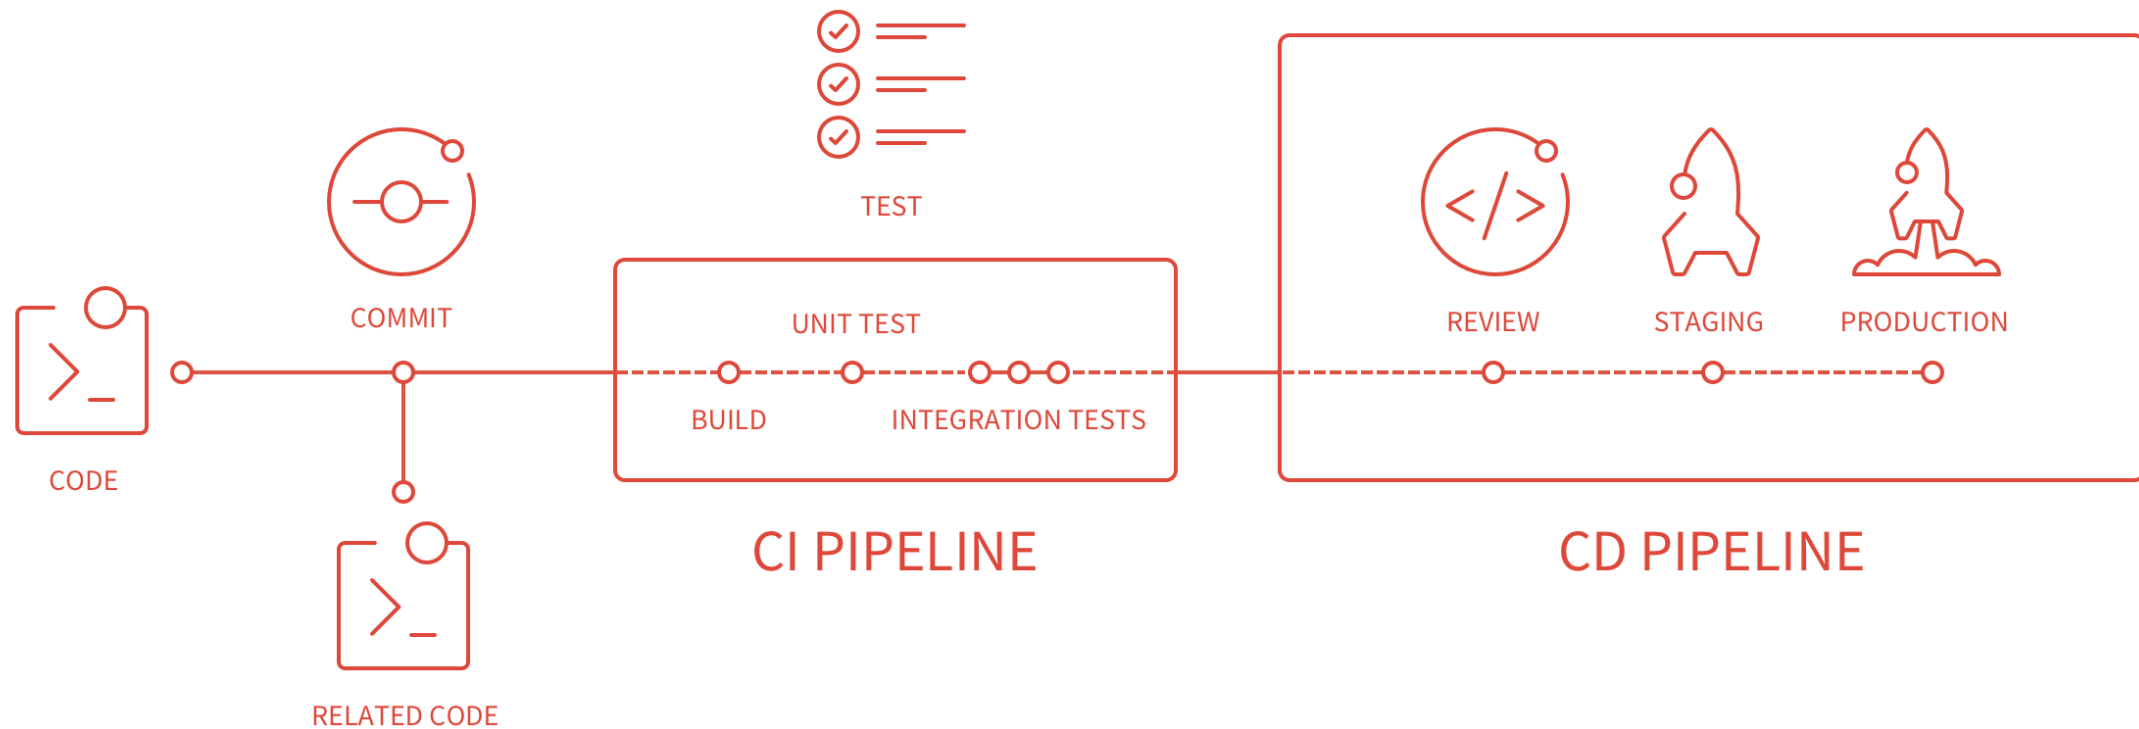 TEST
COMMIT
UNIT TEST
REVIEW
STAGING
PRODUCTION
BUILD
INTEGRATION TESTS
CODE
CI PIPELINE
CD PIPELINE
RELATED CODE